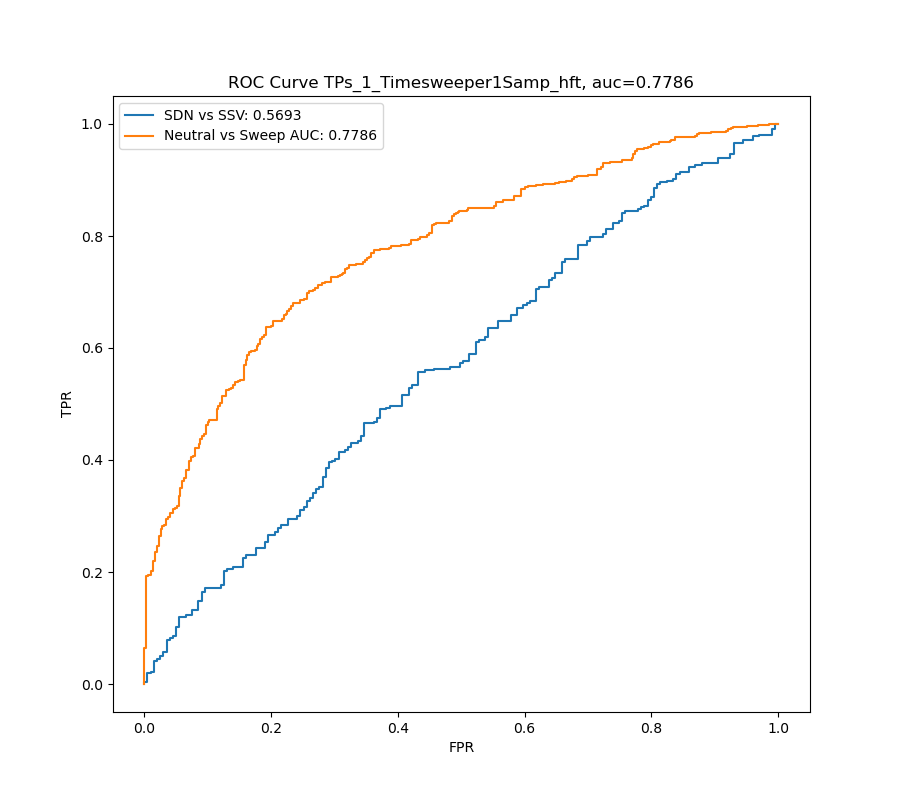 ROC Curve TPs_1_Timesweeper1Samp_hft, auc=0.7786
SDN vs SSV: 0.5693
Neutral vs Sweep AUC: 0.7786
1.0
0.8
0.6
0.4
0.2
0.0
TPR
0.0 0.2 0.4 0.6 0.8 1.0
FPR